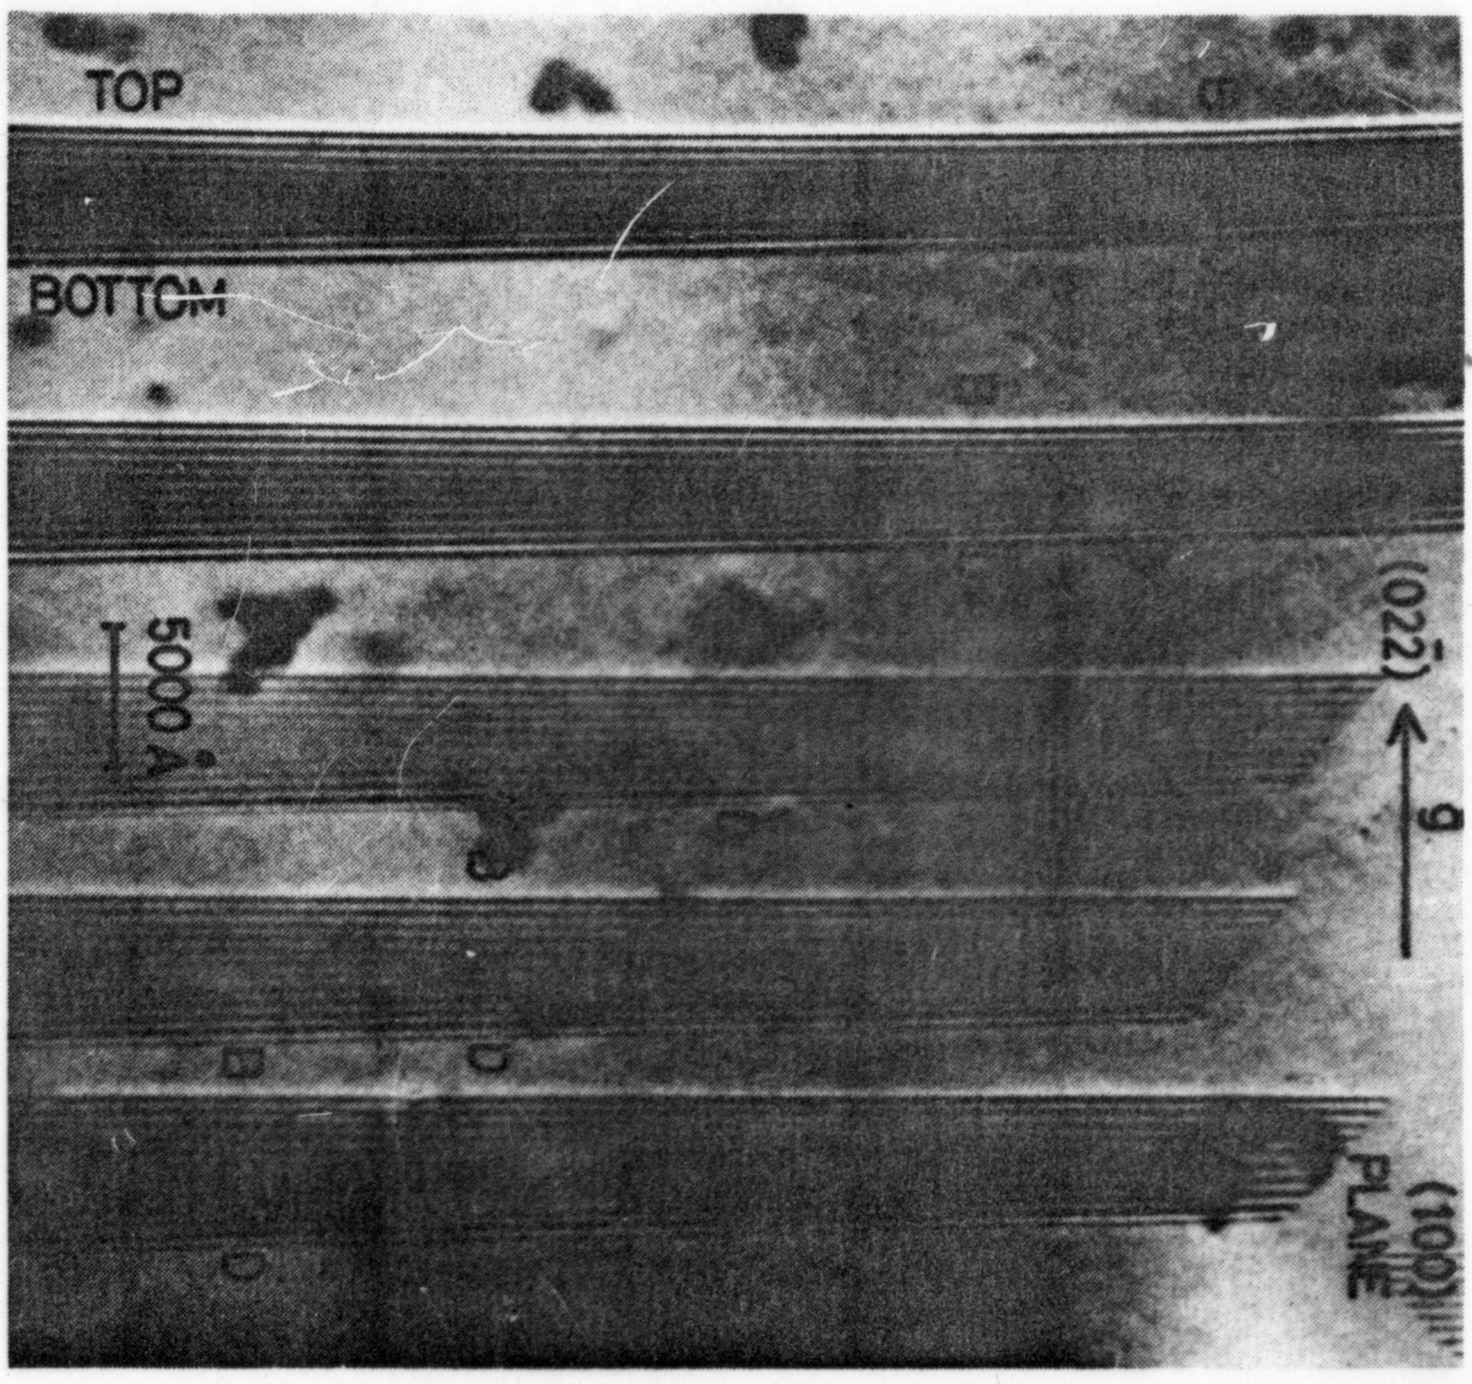 TOP
BOTTOM
5000 Å
(02̄2̄)
g
B
D
D
(100)
PLANE